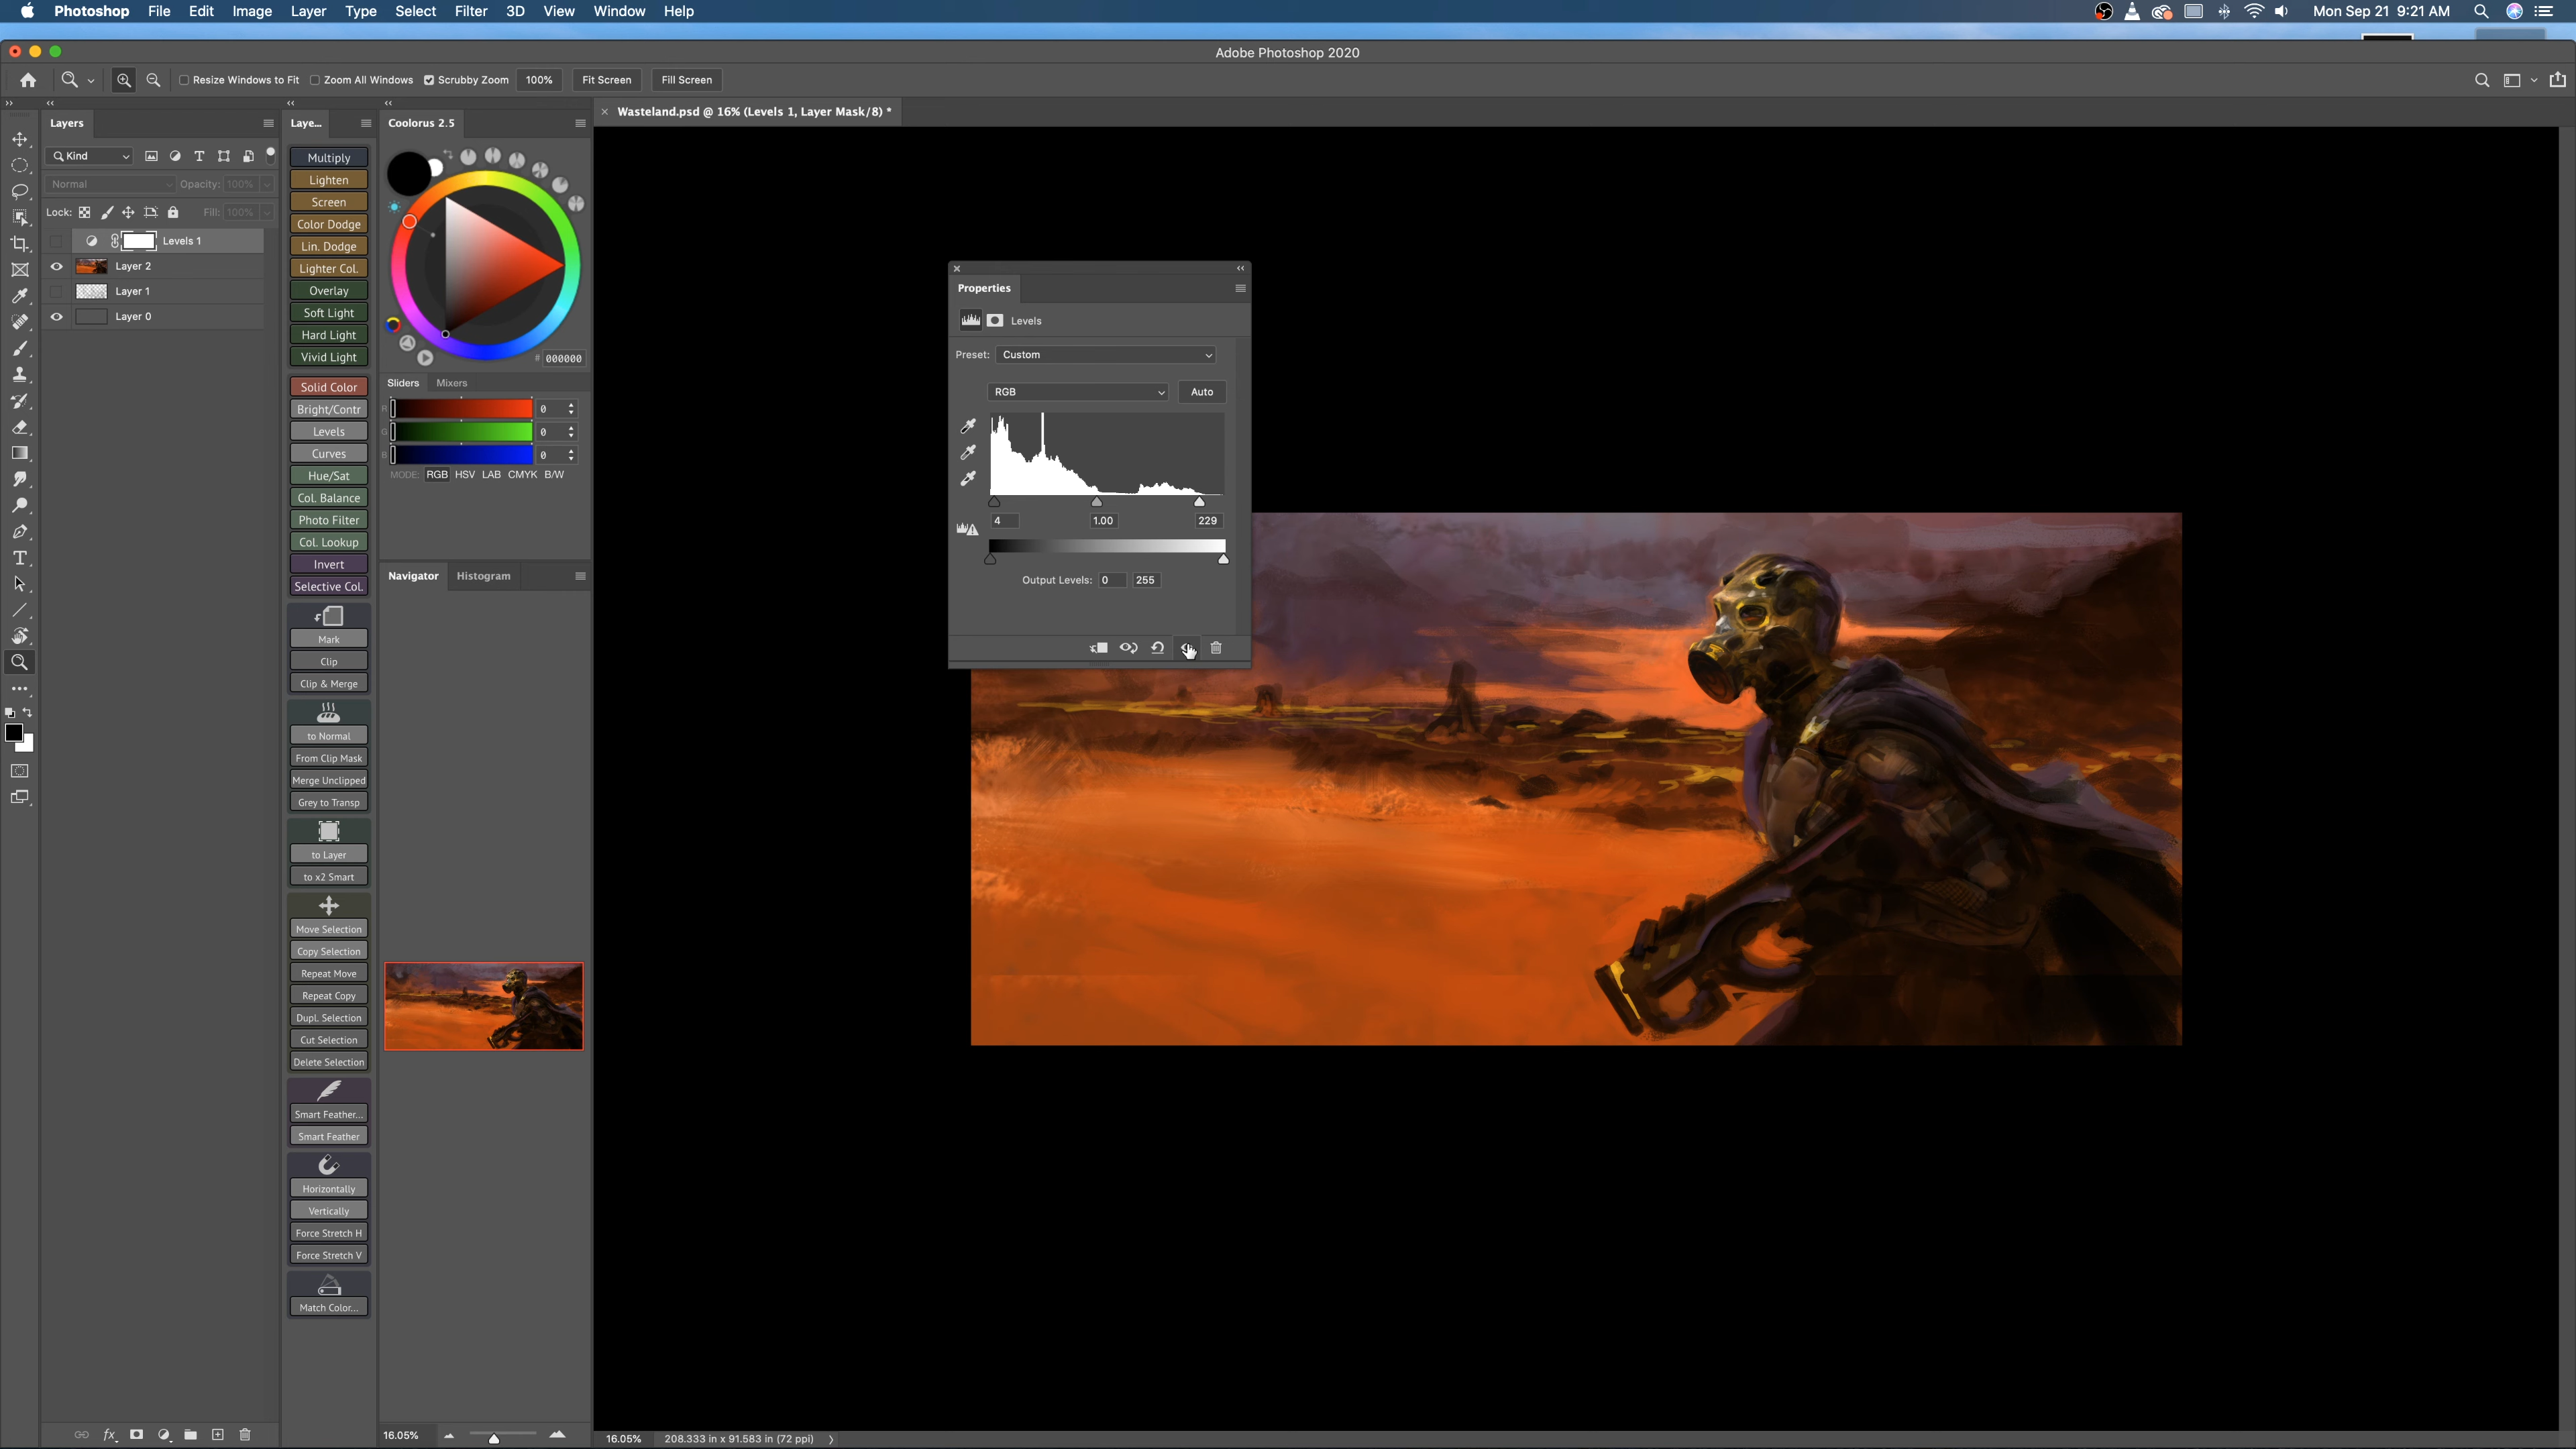 Photoshop File Edit Image Layer Type Select Filter 3D View Window Help Mon Sep 21 9:21 AM
Adobe Photoshop 2020
Resize Windows to Fit Zoom All Windows Scrubby Zoom 100% Fit Screen Fill Screen
Layers
Kind
Normal Opacity: 100%
Lock: Fill: 100%
Levels 1
Layer 2
Layer 1
Layer 0
Laye...
Multiply
Lighten
Screen
Color Dodge
Lin. Dodge
Lighter Col.
Overlay
Soft Light
Hard Light
Vivid Light
Solid Color
Bright/Contr
Levels
Curves
Hue/Sat
Col. Balance
Photo Filter
Col. Lookup
Invert
Selective Col.
Mark
Clip
Clip & Merge
to Normal
From Clip Mask
Merge Unclipped
Grey to Transp
to Layer
to x2 Smart
Move Selection
Copy Selection
Repeat Move
Repeat Copy
Dupl. Selection
Cut Selection
Delete Selection
Smart Feather...
Smart Feather
Horizontally
Vertically
Force Stretch H
Force Stretch V
Match Color...
Coolorus 2.5
# 000000
Sliders Mixers
R 0
G 0
B 0
MODE: RGB HSV LAB CMYK B/W
Navigator Histogram
16.05%
Wasteland.psd @ 16% (Levels 1, Layer Mask/8) *
Properties
Levels
Preset: Custom
RGB Auto
4 1.00 229
Output Levels: 0 255
16.05% 208.333 in x 91.583 in (72 ppi)